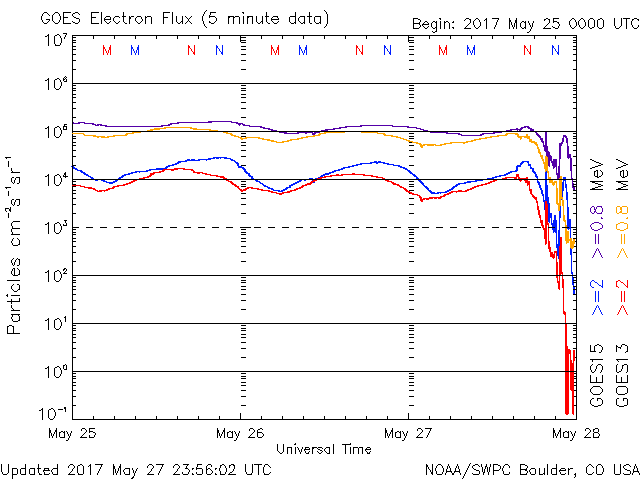 GOES Electron Flux (5 minute data)
Begin: 2017 May 25 0000 UTC
M M N N M M N N M M N N
10⁷
10⁶
10⁵
10⁴
10³
10²
10¹
10⁰
10⁻¹
Particles cm⁻²s⁻¹sr⁻¹
May 25 May 26 May 27 May 28
Universal Time
GOES15 >=2 >=0.8 MeV
GOES13 >=2 >=0.8 MeV
Updated 2017 May 27 23:56:02 UTC
NOAA/SWPC Boulder, CO USA